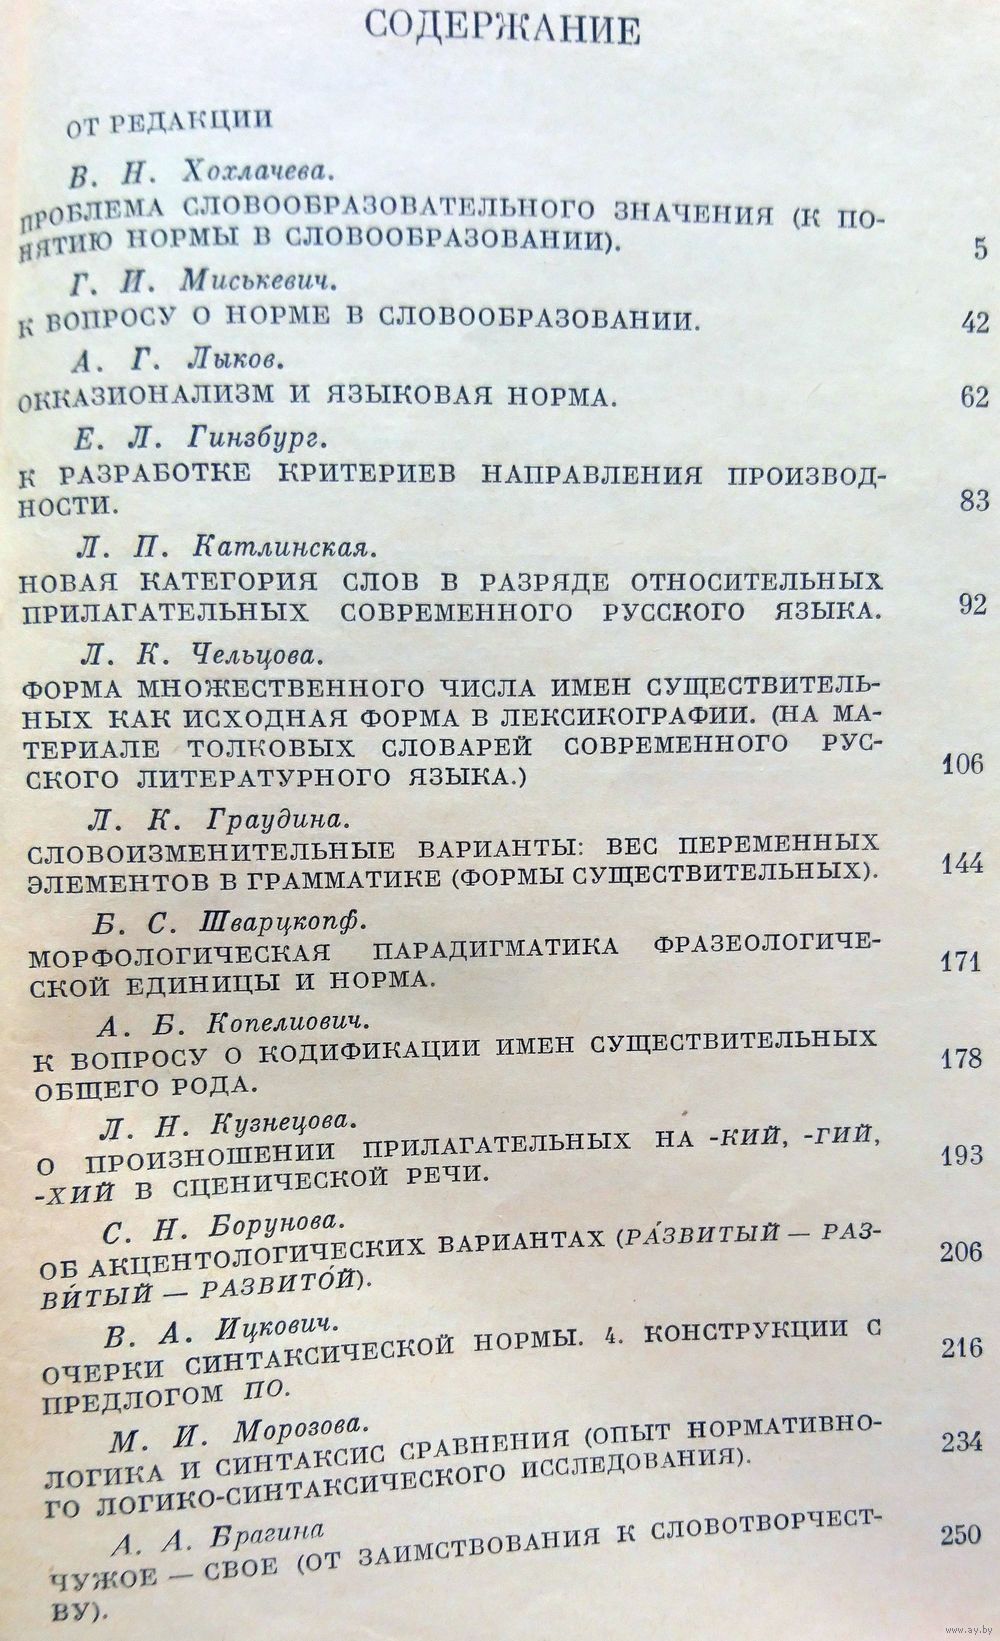 СОДЕРЖАНИЕ
ОТ РЕДАКЦИИ
В. Н. Хохлачева.
ПРОБЛЕМА СЛОВООБРАЗОВАТЕЛЬНОГО ЗНАЧЕНИЯ (К ПО-
НЯТИЮ НОРМЫ В СЛОВООБРАЗОВАНИИ). 5
Г. И. Миськевич.
К ВОПРОСУ О НОРМЕ В СЛОВООБРАЗОВАНИИ. 42
А. Г. Лыков.
ОККАЗИОНАЛИЗМ И ЯЗЫКОВАЯ НОРМА. 62
Е. Л. Гинзбург.
К РАЗРАБОТКЕ КРИТЕРИЕВ НАПРАВЛЕНИЯ ПРОИЗВОД-
НОСТИ. 83
Л. П. Катлинская.
НОВАЯ КАТЕГОРИЯ СЛОВ В РАЗРЯДЕ ОТНОСИТЕЛЬНЫХ
ПРИЛАГАТЕЛЬНЫХ СОВРЕМЕННОГО РУССКОГО ЯЗЫКА. 92
Л. К. Чельцова.
ФОРМА МНОЖЕСТВЕННОГО ЧИСЛА ИМЕН СУЩЕСТВИТЕЛЬ-
НЫХ КАК ИСХОДНАЯ ФОРМА В ЛЕКСИКОГРАФИИ. (НА МА-
ТЕРИАЛЕ ТОЛКОВЫХ СЛОВАРЕЙ СОВРЕМЕННОГО РУС-
СКОГО ЛИТЕРАТУРНОГО ЯЗЫКА.) 106
Л. К. Граудина.
СЛОВОИЗМЕНИТЕЛЬНЫЕ ВАРИАНТЫ: ВЕС ПЕРЕМЕННЫХ
ЭЛЕМЕНТОВ В ГРАММАТИКЕ (ФОРМЫ СУЩЕСТВИТЕЛЬНЫХ). 144
Б. С. Шварцкопф.
МОРФОЛОГИЧЕСКАЯ ПАРАДИГМАТИКА ФРАЗЕОЛОГИЧЕ-
СКОЙ ЕДИНИЦЫ И НОРМА. 171
А. Б. Копелиович.
К ВОПРОСУ О КОДИФИКАЦИИ ИМЕН СУЩЕСТВИТЕЛЬНЫХ
ОБЩЕГО РОДА. 178
Л. Н. Кузнецова.
О ПРОИЗНОШЕНИИ ПРИЛАГАТЕЛЬНЫХ НА -КИЙ, -ГИЙ,
-ХИЙ В СЦЕНИЧЕСКОЙ РЕЧИ. 193
С. Н. Борунова.
ОБ АКЦЕНТОЛОГИЧЕСКИХ ВАРИАНТАХ (РА́ЗВИТЫЙ — РАЗ-
ВИ́ТЫЙ — РАЗВИТО́Й). 206
В. А. Ицкович.
ОЧЕРКИ СИНТАКСИЧЕСКОЙ НОРМЫ. 4. КОНСТРУКЦИИ С
ПРЕДЛОГОМ ПО. 216
М. И. Морозова.
ЛОГИКА И СИНТАКСИС СРАВНЕНИЯ (ОПЫТ НОРМАТИВНО-
ГО ЛОГИКО-СИНТАКСИЧЕСКОГО ИССЛЕДОВАНИЯ). 234
А. А. Брагина
ЧУЖОЕ — СВОЕ (ОТ ЗАИМСТВОВАНИЯ К СЛОВОТВОРЧЕСТ-
ВУ). 250
www.ay.by